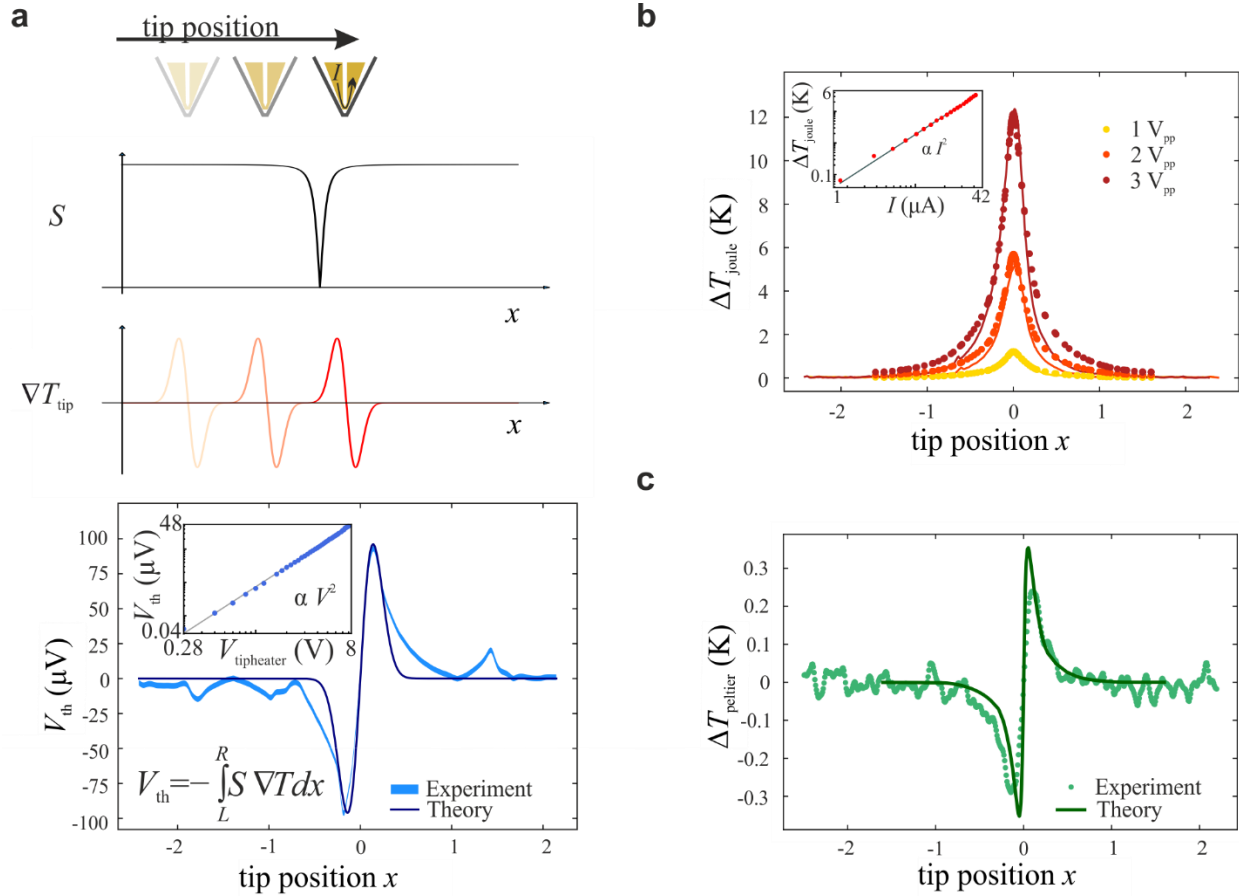 a
tip position
I
S
x
∇T_tip
x
V_th (μV)
100
75
50
25
0
-25
-50
-75
-100
48
V_th (μV)
0.04
0.28
V_tipheater (V)
8
α V²
V_th=-∫_L^R S ∇Tdx
Experiment
Theory
-2
-1
0
1
2
tip position x
b
ΔT_joule (K)
12
10
8
6
4
2
0
6
ΔT_joule (K)
0.1
1
I (μA)
42
α I²
1 V_pp
2 V_pp
3 V_pp
-2
-1
0
1
2
tip position x
c
ΔT_peltier (K)
0.3
0.2
0.1
0
-0.1
-0.2
-0.3
Experiment
Theory
-2
-1
0
1
2
tip position x